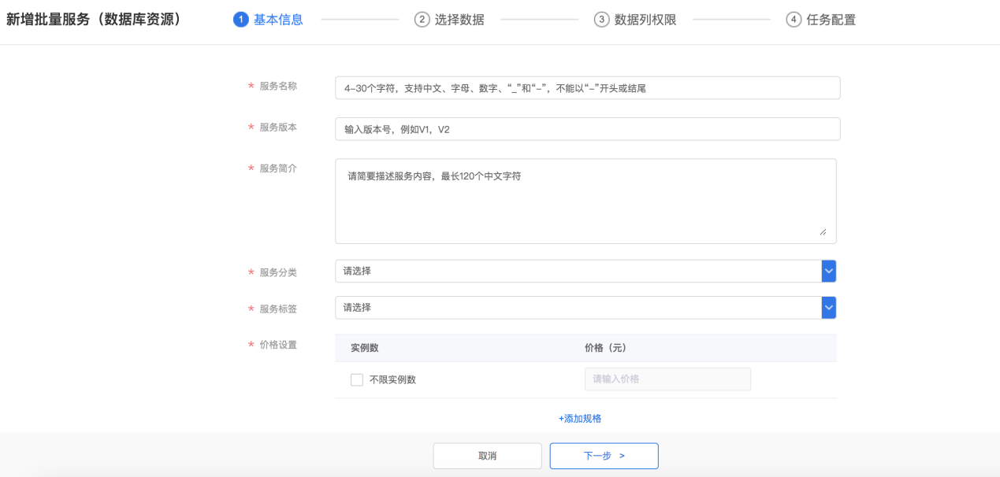 新增批量服务（数据库资源）
1 基本信息
2 选择数据
3 数据列权限
4 任务配置
* 服务名称
4-30个字符，支持中文、字母、数字、“_”和“-”，不能以“-”开头或结尾
* 服务版本
输入版本号，例如V1，V2
* 服务简介
请简要描述服务内容，最长120个中文字符
* 服务分类
请选择
* 服务标签
请选择
* 价格设置
实例数
价格（元）
不限实例数
请输入价格
+添加规格
取消
下一步 >